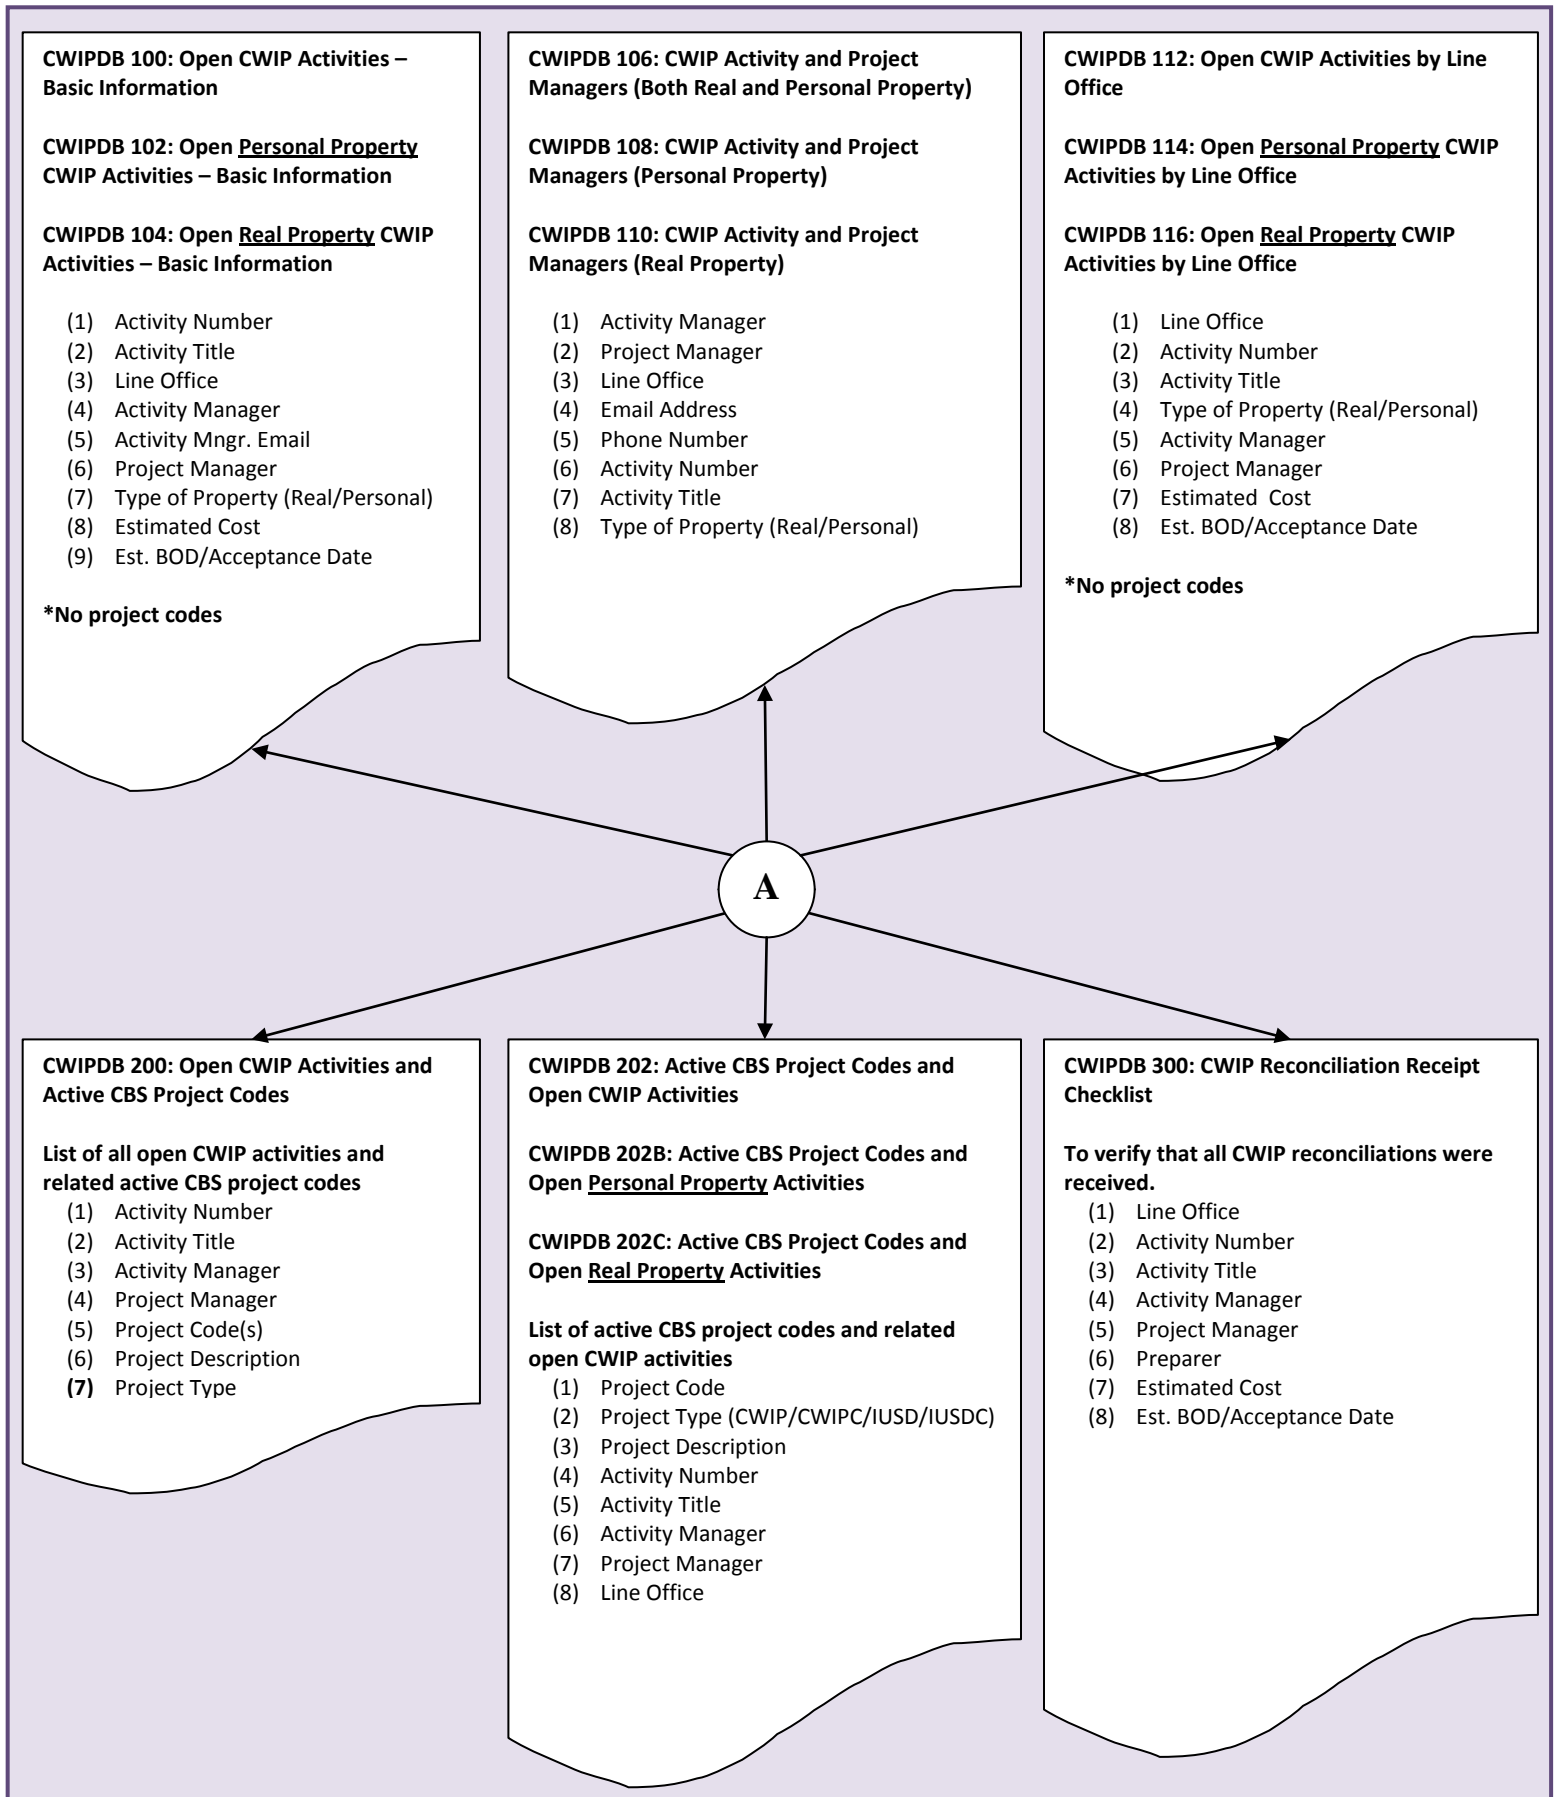 CWIPDB 100: Open CWIP Activities –
Basic Information
CWIPDB 102: Open Personal Property
CWIP Activities – Basic Information
CWIPDB 104: Open Real Property CWIP
Activities – Basic Information
(1) Activity Number
(2) Activity Title
(3) Line Office
(4) Activity Manager
(5) Activity Mngr. Email
(6) Project Manager
(7) Type of Property (Real/Personal)
(8) Estimated Cost
(9) Est. BOD/Acceptance Date
*No project codes
CWIPDB 106: CWIP Activity and Project
Managers (Both Real and Personal Property)
CWIPDB 108: CWIP Activity and Project
Managers (Personal Property)
CWIPDB 110: CWIP Activity and Project
Managers (Real Property)
(1) Activity Manager
(2) Project Manager
(3) Line Office
(4) Email Address
(5) Phone Number
(6) Activity Number
(7) Activity Title
(8) Type of Property (Real/Personal)
CWIPDB 112: Open CWIP Activities by Line
Office
CWIPDB 114: Open Personal Property CWIP
Activities by Line Office
CWIPDB 116: Open Real Property CWIP
Activities by Line Office
(1) Line Office
(2) Activity Number
(3) Activity Title
(4) Type of Property (Real/Personal)
(5) Activity Manager
(6) Project Manager
(7) Estimated Cost
(8) Est. BOD/Acceptance Date
*No project codes
A
CWIPDB 200: Open CWIP Activities and
Active CBS Project Codes
List of all open CWIP activities and
related active CBS project codes
(1) Activity Number
(2) Activity Title
(3) Activity Manager
(4) Project Manager
(5) Project Code(s)
(6) Project Description
(7) Project Type
CWIPDB 202: Active CBS Project Codes and
Open CWIP Activities
CWIPDB 202B: Active CBS Project Codes and
Open Personal Property Activities
CWIPDB 202C: Active CBS Project Codes and
Open Real Property Activities
List of active CBS project codes and related
open CWIP activities
(1) Project Code
(2) Project Type (CWIP/CWIPC/IUSD/IUSDC)
(3) Project Description
(4) Activity Number
(5) Activity Title
(6) Activity Manager
(7) Project Manager
(8) Line Office
CWIPDB 300: CWIP Reconciliation Receipt
Checklist
To verify that all CWIP reconciliations were
received.
(1) Line Office
(2) Activity Number
(3) Activity Title
(4) Activity Manager
(5) Project Manager
(6) Preparer
(7) Estimated Cost
(8) Est. BOD/Acceptance Date